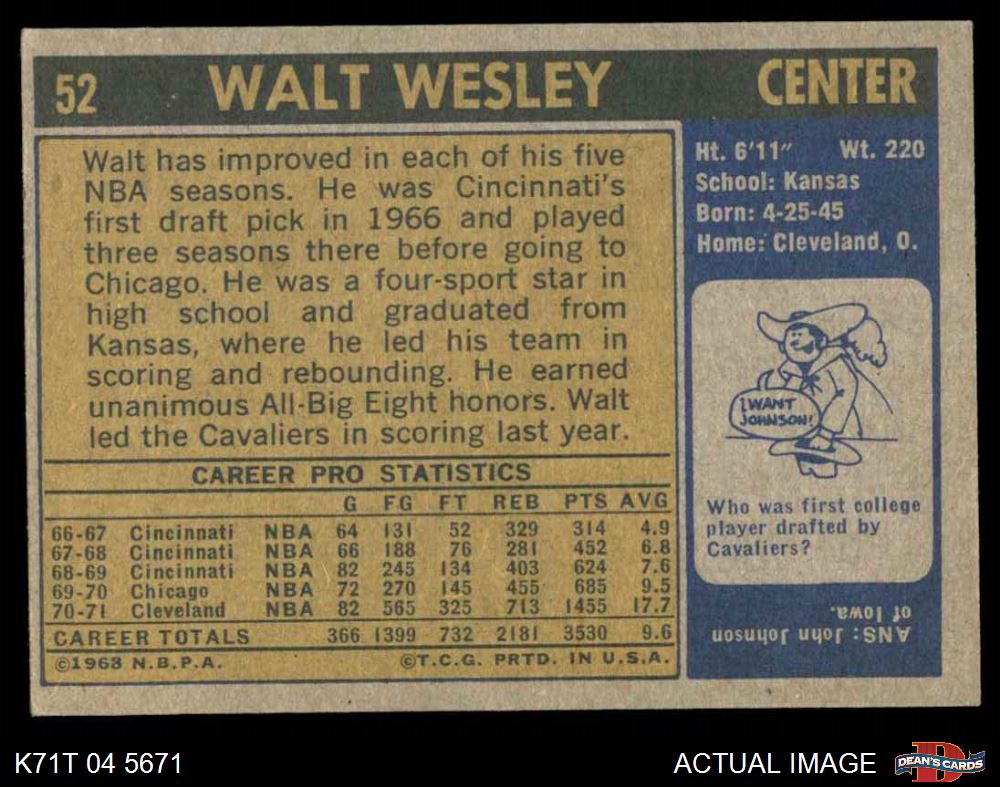 52 WALT WESLEY CENTER
Walt has improved in each of his five
NBA seasons. He was Cincinnati's
first draft pick in 1966 and played
three seasons there before going to
Chicago. He was a four-sport star in
high school and graduated from
Kansas, where he led his team in
scoring and rebounding. He earned
unanimous All-Big Eight honors. Walt
led the Cavaliers in scoring last year.
CAREER PRO STATISTICS
G FG FT REB PTS AVG
66-67 Cincinnati NBA 64 131 52 329 314 4.9
67-68 Cincinnati NBA 66 188 76 281 452 6.8
68-69 Cincinnati NBA 82 245 134 403 624 7.6
69-70 Chicago NBA 72 270 145 455 685 9.5
70-71 Cleveland NBA 82 565 325 713 1455 17.7
CAREER TOTALS 366 1399 732 2181 3530 9.6
©1968 N.B.P.A. ©T.C.G. PRTD. IN U.S.A.
Ht. 6'11" Wt. 220
School: Kansas
Born: 4-25-45
Home: Cleveland, O.
I WANT
JOHNSON!
Who was first college
player drafted by
Cavaliers?
ANS: John Johnson
of Iowa.
K71T 04 5671
ACTUAL IMAGE
D
DEAN'S CARDS